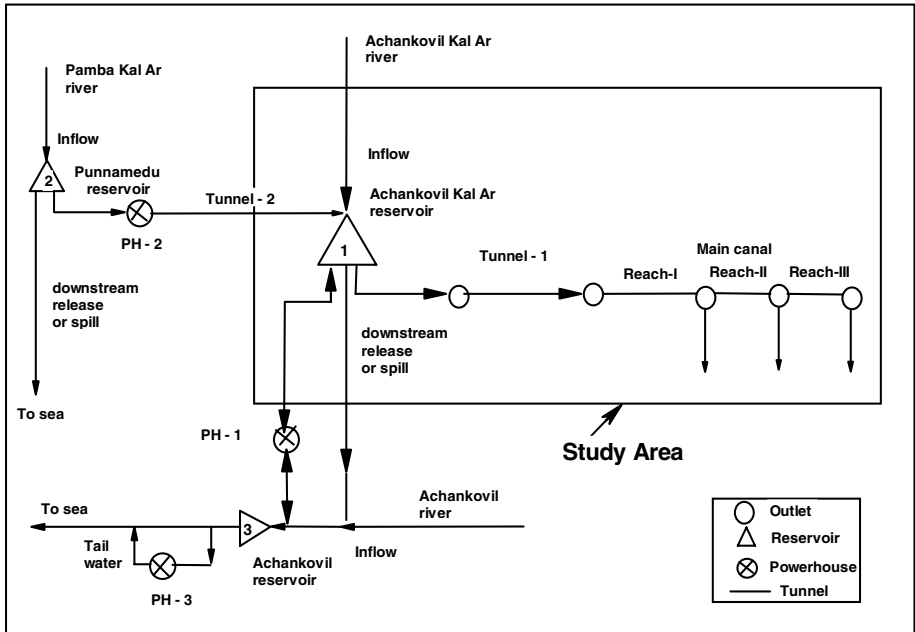 Achankovil Kal Ar
river
Pamba Kal Ar
river
Inflow
Inflow
2
Punnamedu
reservoir
Tunnel - 2
Achankovil Kal Ar
reservoir
PH - 2
1
Tunnel - 1
Main canal
Reach-I
Reach-II
Reach-III
downstream
release
or spill
downstream
release
or spill
To sea
PH - 1
Study Area
To sea
Achankovil
river
3
Tail
water
Achankovil
reservoir
Inflow
PH - 3
Outlet
Reservoir
Powerhouse
Tunnel